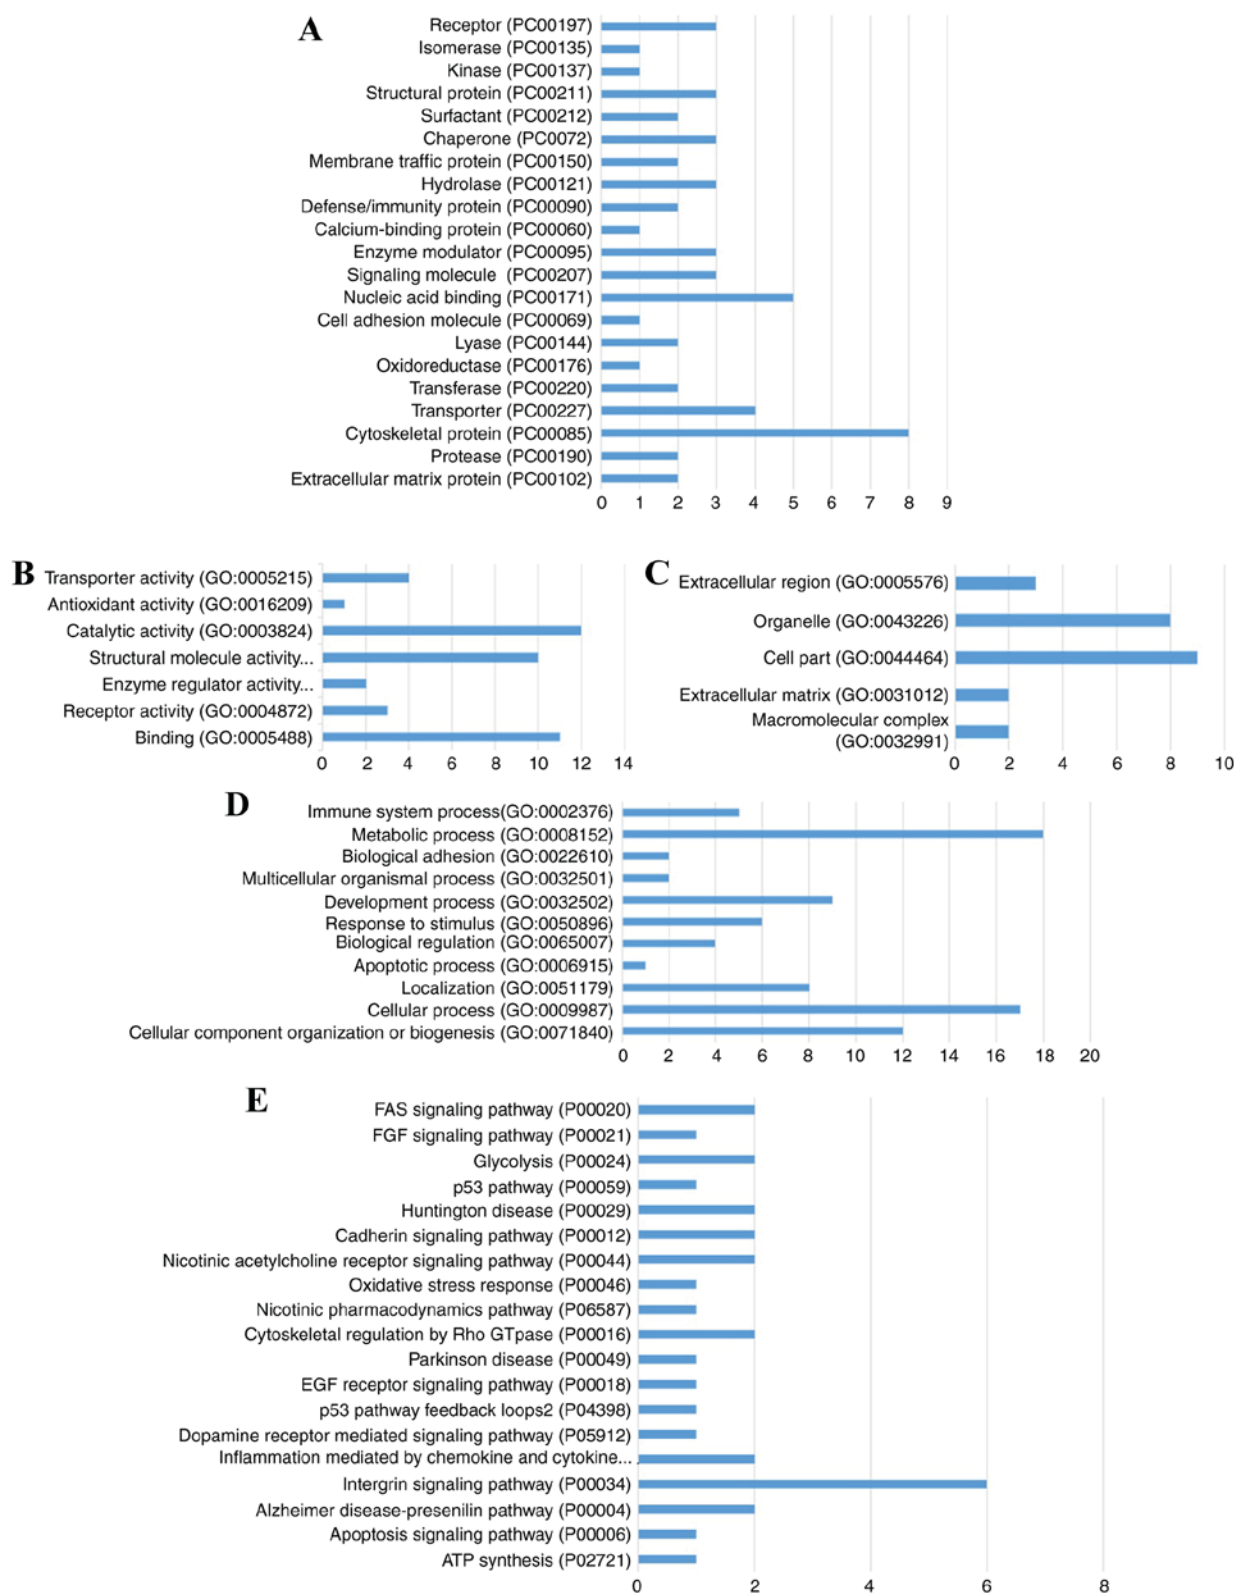 A
Receptor (PC00197)
Isomerase (PC00135)
Kinase (PC00137)
Structural protein (PC00211)
Surfactant (PC00212)
Chaperone (PC0072)
Membrane traffic protein (PC00150)
Hydrolase (PC00121)
Defense/immunity protein (PC00090)
Calcium-binding protein (PC00060)
Enzyme modulator (PC00095)
Signaling molecule (PC00207)
Nucleic acid binding (PC00171)
Cell adhesion molecule (PC00069)
Lyase (PC00144)
Oxidoreductase (PC00176)
Transferase (PC00220)
Transporter (PC00227)
Cytoskeletal protein (PC00085)
Protease (PC00190)
Extracellular matrix protein (PC00102)
0 1 2 3 4 5 6 7 8 9
B
Transporter activity (GO:0005215)
Antioxidant activity (GO:0016209)
Catalytic activity (GO:0003824)
Structural molecule activity...
Enzyme regulator activity...
Receptor activity (GO:0004872)
Binding (GO:0005488)
0 2 4 6 8 10 12 14
C
Extracellular region (GO:0005576)
Organelle (GO:0043226)
Cell part (GO:0044464)
Extracellular matrix (GO:0031012)
Macromolecular complex
(GO:0032991)
0 2 4 6 8 10
D
Immune system process(GO:0002376)
Metabolic process (GO:0008152)
Biological adhesion (GO:0022610)
Multicellular organismal process (GO:0032501)
Development process (GO:0032502)
Response to stimulus (GO:0050896)
Biological regulation (GO:0065007)
Apoptotic process (GO:0006915)
Localization (GO:0051179)
Cellular process (GO:0009987)
Cellular component organization or biogenesis (GO:0071840)
0 2 4 6 8 10 12 14 16 18 20
E
FAS signaling pathway (P00020)
FGF signaling pathway (P00021)
Glycolysis (P00024)
p53 pathway (P00059)
Huntington disease (P00029)
Cadherin signaling pathway (P00012)
Nicotinic acetylcholine receptor signaling pathway (P00044)
Oxidative stress response (P00046)
Nicotinic pharmacodynamics pathway (P06587)
Cytoskeletal regulation by Rho GTpase (P00016)
Parkinson disease (P00049)
EGF receptor signaling pathway (P00018)
p53 pathway feedback loops2 (P04398)
Dopamine receptor mediated signaling pathway (P05912)
Inflammation mediated by chemokine and cytokine...
Intergrin signaling pathway (P00034)
Alzheimer disease-presenilin pathway (P00004)
Apoptosis signaling pathway (P00006)
ATP synthesis (P02721)
0 2 4 6 8